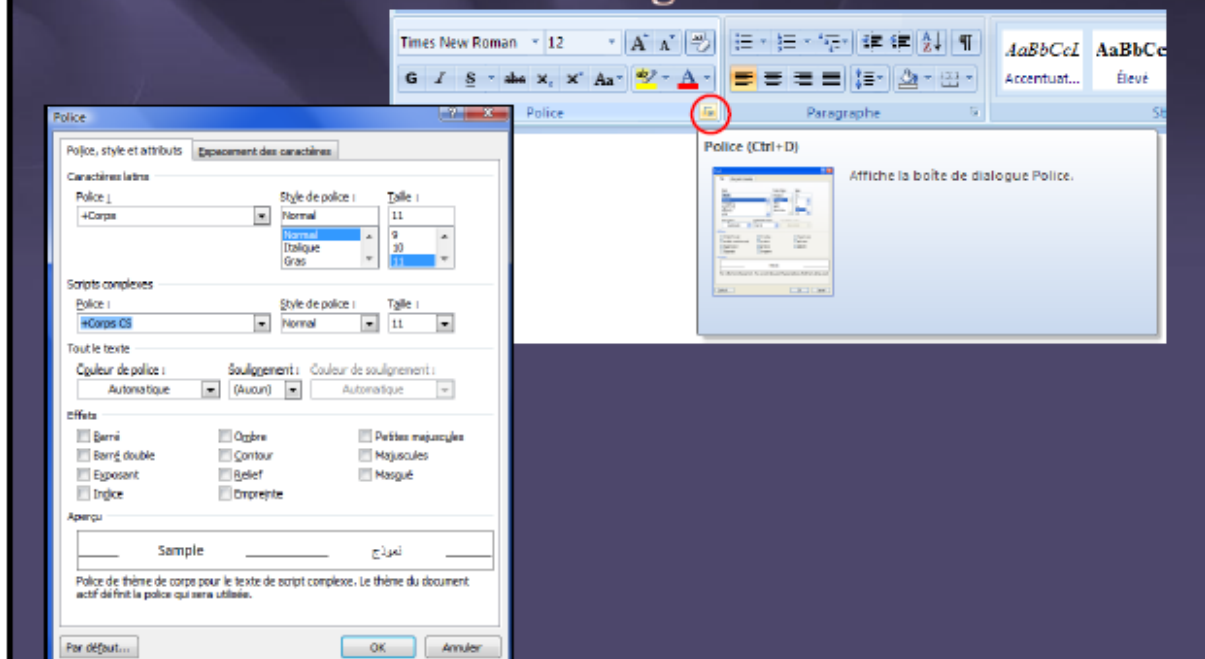 Times New Roman 12
AaBbCcI AaBbCc
G I S abc x, x² Aa A
Accentuat... Élevé
Police Paragraphe St
Police (Ctrl+D)
Affiche la boîte de dialogue Police.
Police
Police, style et attributs Espacement des caractères
Caractères latins
Police : Style de police : Taille :
+Corps Normal 11
Normal 9
Italique 10
Gras 11
Scripts complexes
Police : Style de police : Taille :
+Corps CS Normal 11
Tout le texte
Couleur de police : Soulignement : Couleur de soulignement :
Automatique (Aucun) Automatique
Effets
Barré Ombre Petites majuscules
Barré double Contour Majuscules
Exposant Relief Masqué
Indice Empreinte
Aperçu
Sample نموذج
Police de thème de corps pour le texte de script complexe. Le thème du document
actif définit la police qui sera utilisée.
Par défaut... OK Annuler